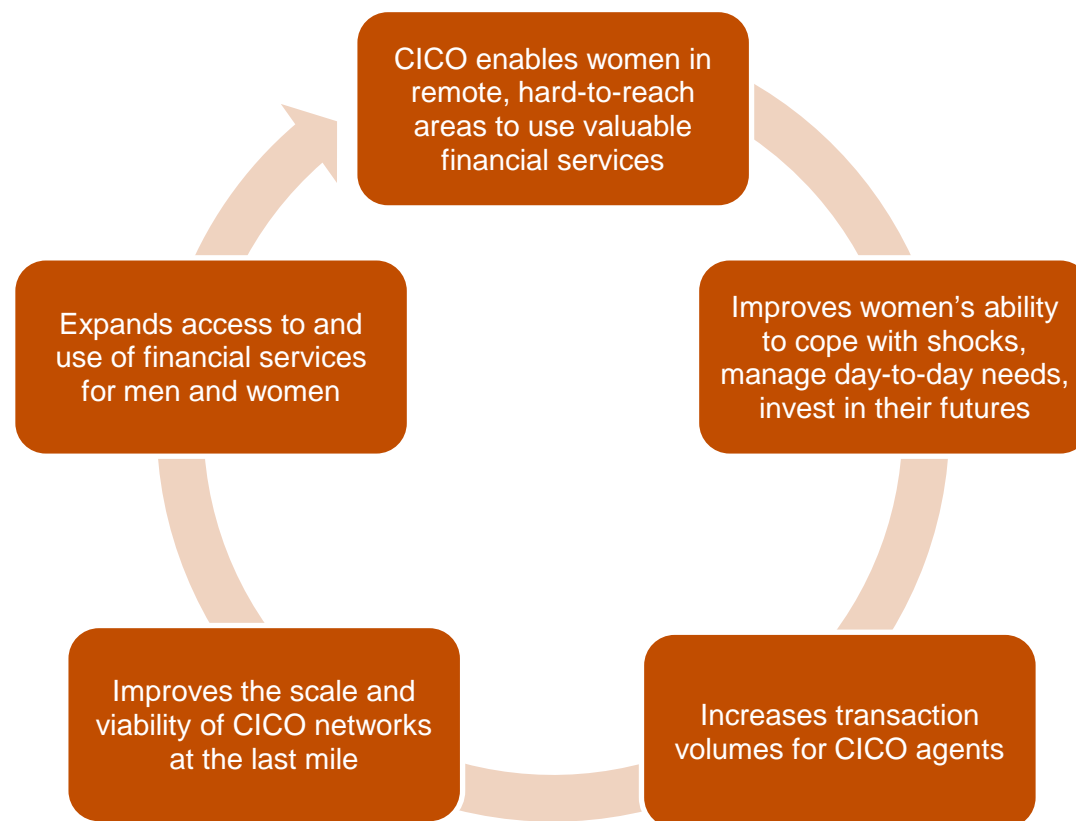 CICO enables women in
remote, hard-to-reach
areas to use valuable
financial services
Improves women’s ability
to cope with shocks,
manage day-to-day needs,
invest in their futures
Increases transaction
volumes for CICO agents
Improves the scale and
viability of CICO networks
at the last mile
Expands access to and
use of financial services
for men and women